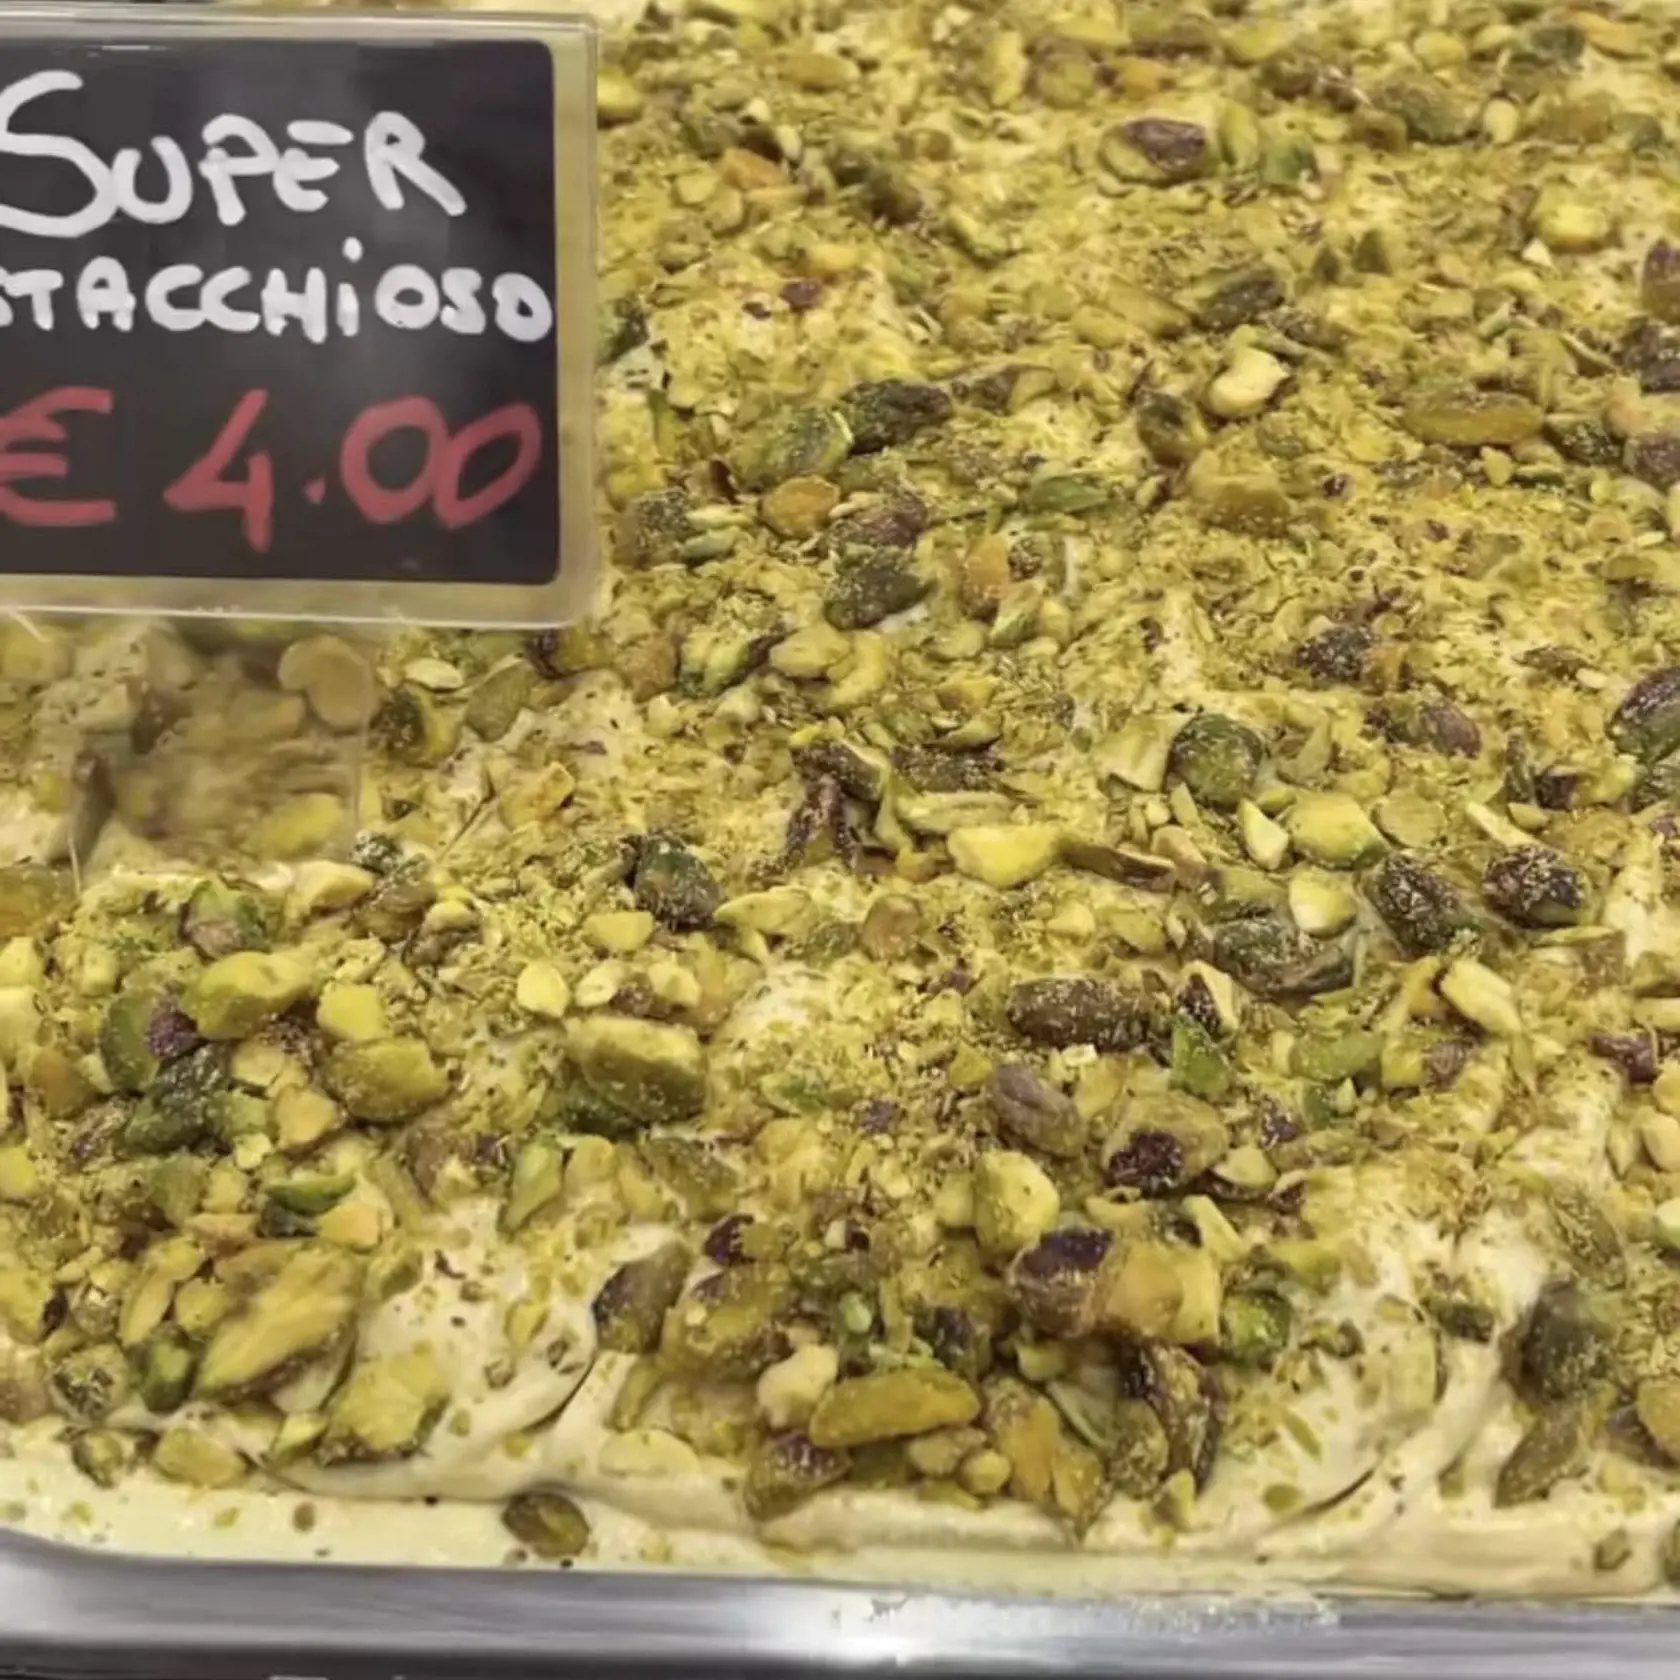 SUPER
STACCHiOSO
€ 4.00